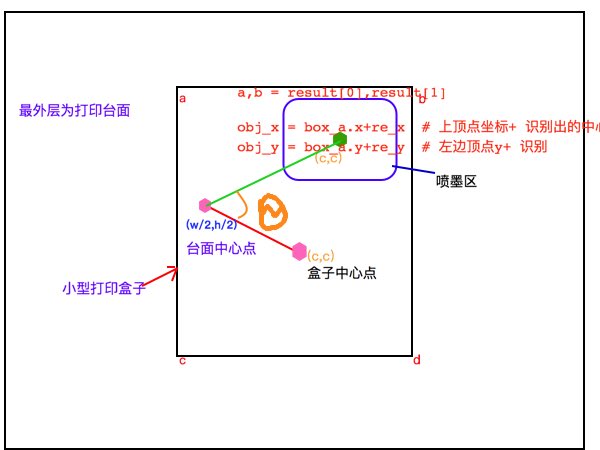 a,b = result[0],result[1]
a
b
最外层为打印台面
obj_x = box_a.x+re_x # 上顶点坐标+ 识别出的中心
obj_y = box_a.y+re_y # 左边顶点y+ 识别
(c,c)
喷墨区
(w/2,h/2)
台面中心点
(c,c)
盒子中心点
小型打印盒子
c
d